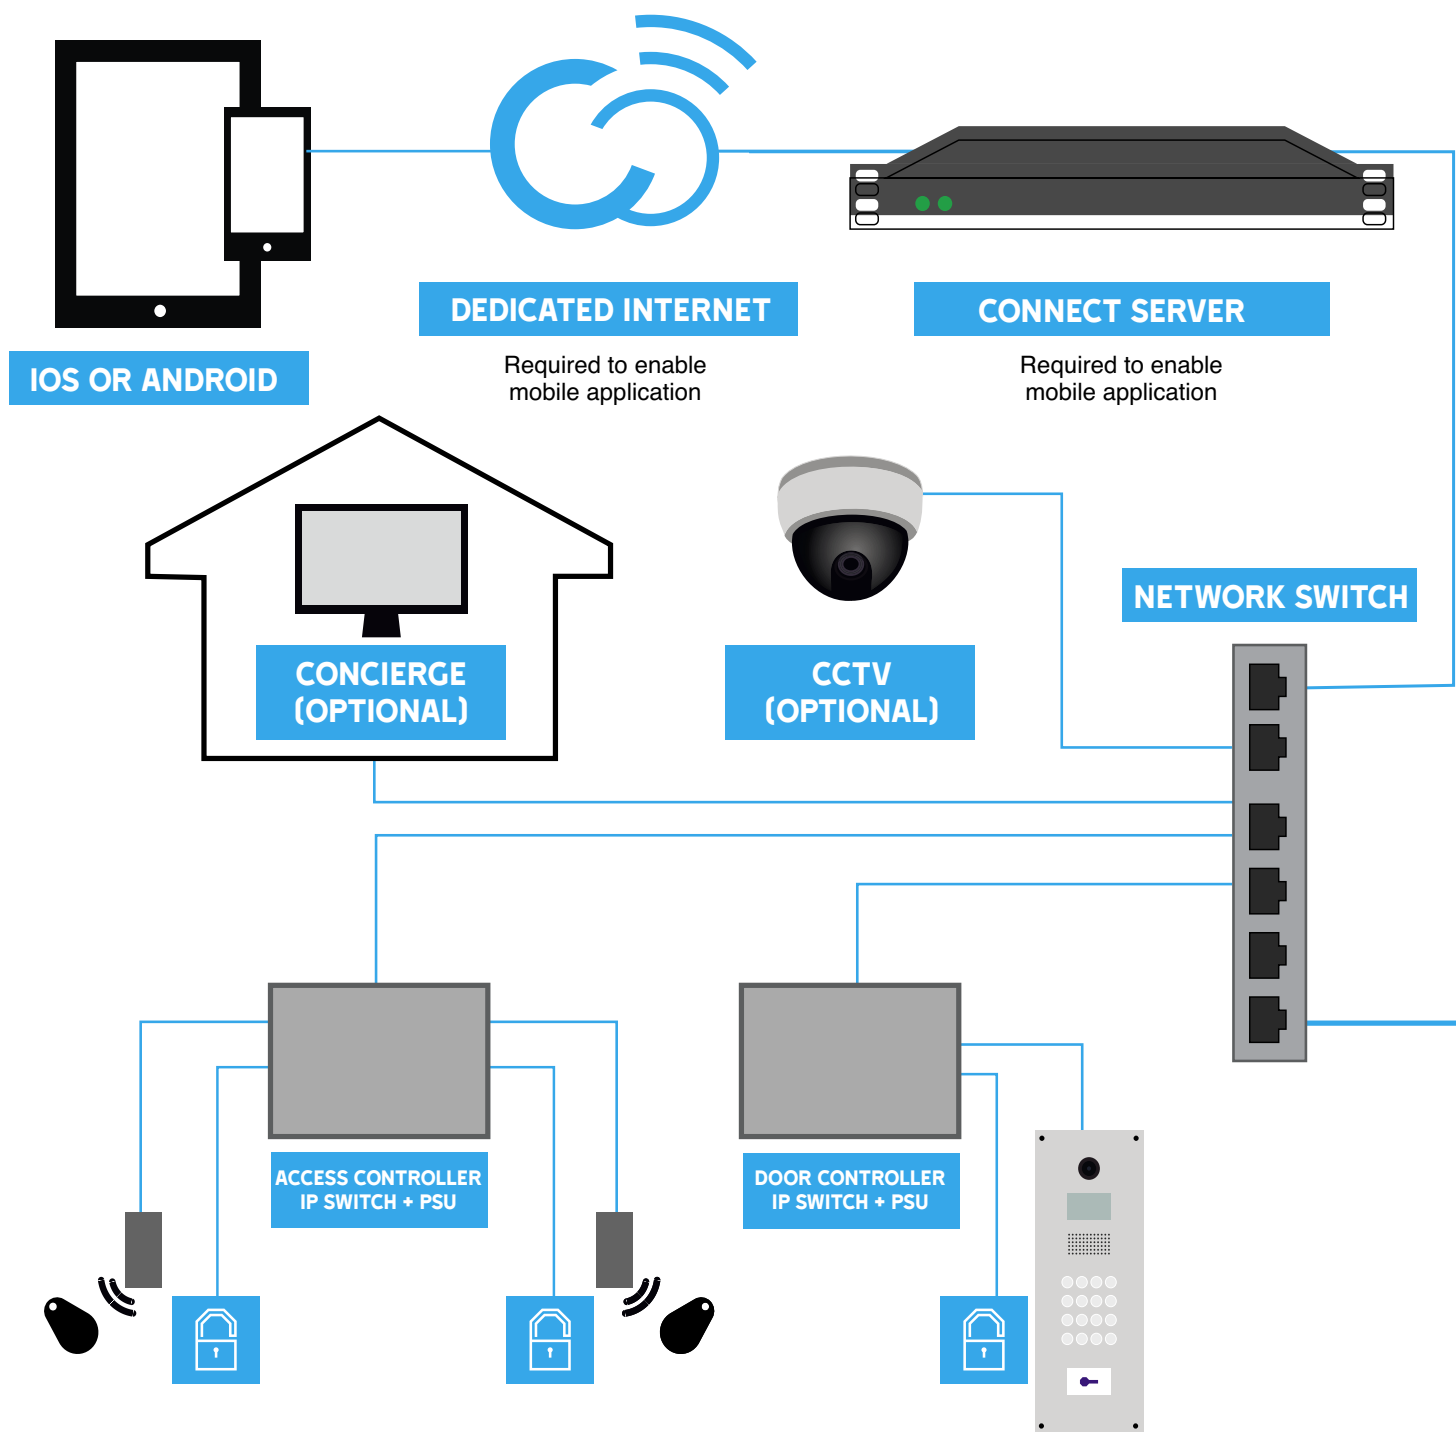 IOS OR ANDROID
DEDICATED INTERNET
Required to enable
mobile application
CONNECT SERVER
Required to enable
mobile application
CONCIERGE
(OPTIONAL)
CCTV
(OPTIONAL)
NETWORK SWITCH
ACCESS CONTROLLER
IP SWITCH + PSU
DOOR CONTROLLER
IP SWITCH + PSU